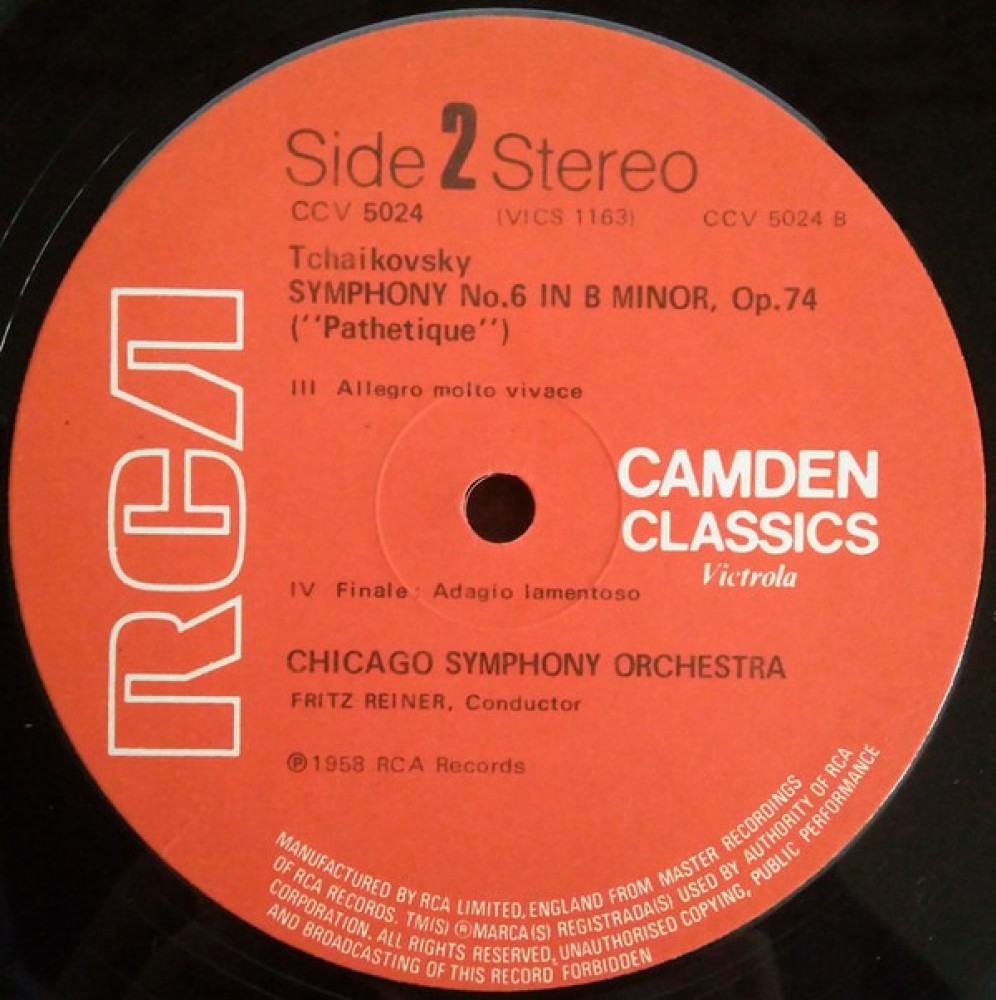 Side 2 Stereo
CCV 5024 (VICS 1163) CCV 5024 B
Tchaikovsky
SYMPHONY No.6 IN B MINOR, Op.74
(''Pathetique'')
III Allegro molto vivace
RCA
CAMDEN
CLASSICS
Victrola
IV Finale: Adagio lamentoso
CHICAGO SYMPHONY ORCHESTRA
FRITZ REINER, Conductor
℗1958 RCA Records
MANUFACTURED BY RCA LIMITED, ENGLAND FROM MASTER RECORDINGS
OF RCA RECORDS. TM(S) ®MARCA(S) REGISTRADA(S) USED BY AUTHORITY OF RCA
CORPORATION. ALL RIGHTS RESERVED, UNAUTHORISED COPYING, PUBLIC PERFORMANCE
AND BROADCASTING OF THIS RECORD FORBIDDEN